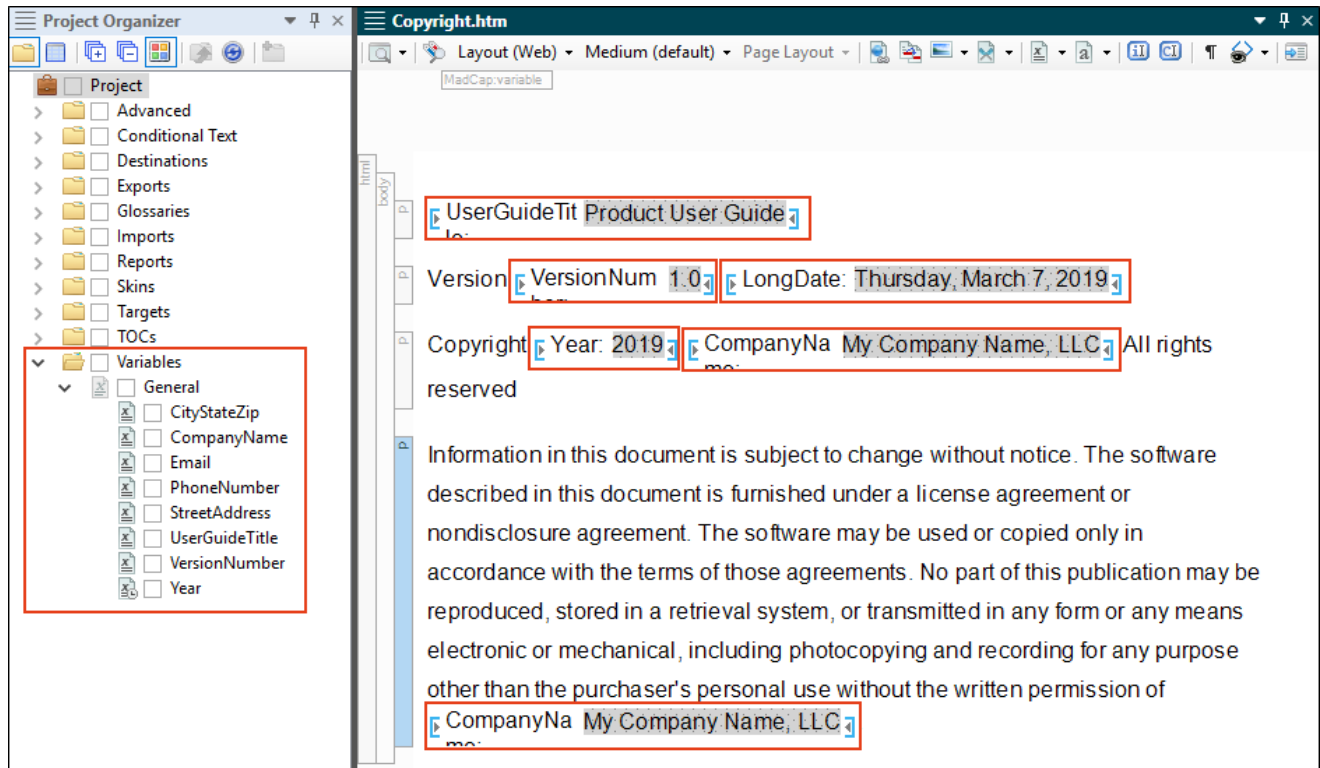 Project Organizer
Project
Advanced
Conditional Text
Destinations
Exports
Glossaries
Imports
Reports
Skins
Targets
TOCs
Variables
General
CityStateZip
CompanyName
Email
PhoneNumber
StreetAddress
UserGuideTitle
VersionNumber
Year
Copyright.htm
Layout (Web) Medium (default) Page Layout
MadCap:variable
html
body
p
UserGuideTit Product User Guide
le:
p
Version VersionNum 1.0 LongDate: Thursday, March 7, 2019
ber:
p
Copyright Year: 2019 CompanyNa My Company Name, LLC All rights
me:
reserved
p
Information in this document is subject to change without notice. The software
described in this document is furnished under a license agreement or
nondisclosure agreement. The software may be used or copied only in
accordance with the terms of those agreements. No part of this publication may be
reproduced, stored in a retrieval system, or transmitted in any form or any means
electronic or mechanical, including photocopying and recording for any purpose
other than the purchaser's personal use without the written permission of
CompanyNa My Company Name, LLC
me: